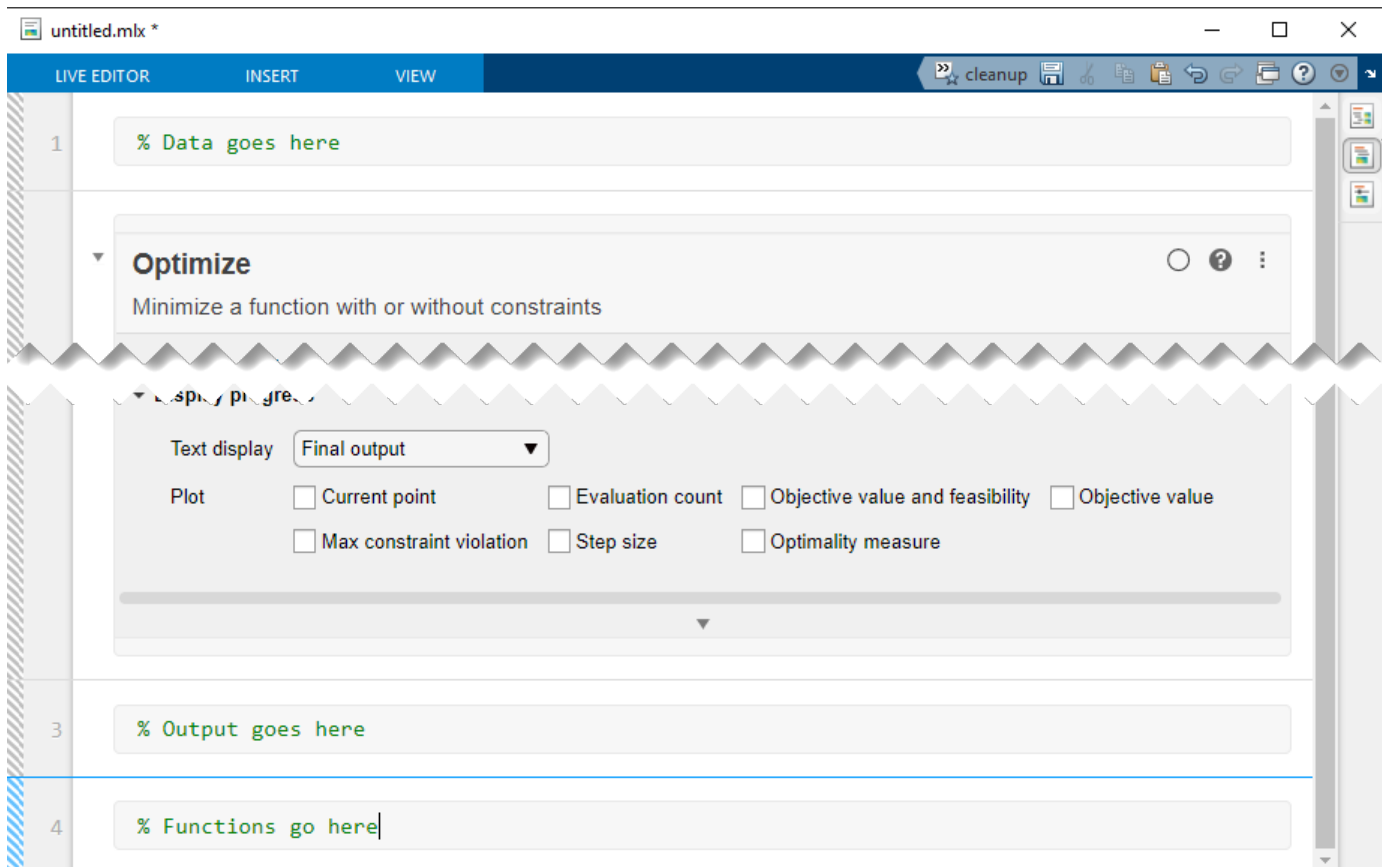 untitled.mlx *
LIVE EDITOR INSERT VIEW cleanup
1 % Data goes here
Optimize
Minimize a function with or without constraints
Text display Final output
Plot Current point Evaluation count Objective value and feasibility Objective value
Max constraint violation Step size Optimality measure
3 % Output goes here
4 % Functions go here